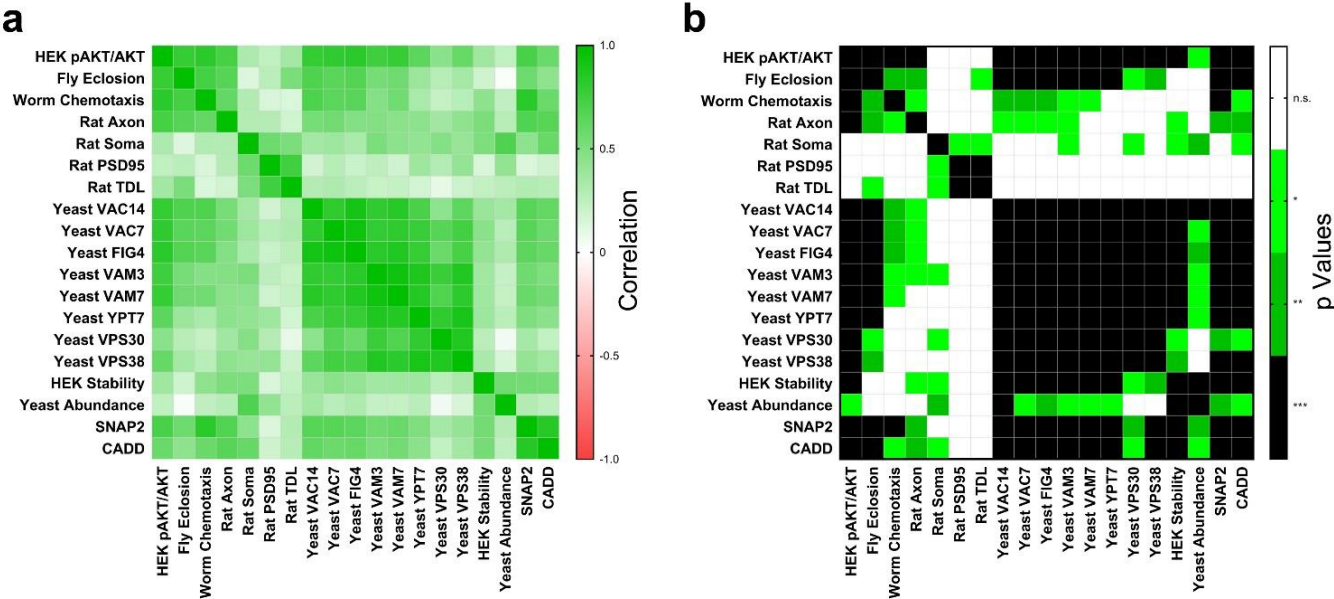 a
HEK pAKT/AKT
Fly Eclosion
Worm Chemotaxis
Rat Axon
Rat Soma
Rat PSD95
Rat TDL
Yeast VAC14
Yeast VAC7
Yeast FIG4
Yeast VAM3
Yeast VAM7
Yeast YPT7
Yeast VPS30
Yeast VPS38
HEK Stability
Yeast Abundance
SNAP2
CADD
HEK pAKT/AKT
Fly Eclosion
Worm Chemotaxis
Rat Axon
Rat Soma
Rat PSD95
Rat TDL
Yeast VAC14
Yeast VAC7
Yeast FIG4
Yeast VAM3
Yeast VAM7
Yeast YPT7
Yeast VPS30
Yeast VPS38
HEK Stability
Yeast Abundance
SNAP2
CADD
1.0
0.5
0
-0.5
-1.0
Correlation
b
HEK pAKT/AKT
Fly Eclosion
Worm Chemotaxis
Rat Axon
Rat Soma
Rat PSD95
Rat TDL
Yeast VAC14
Yeast VAC7
Yeast FIG4
Yeast VAM3
Yeast VAM7
Yeast YPT7
Yeast VPS30
Yeast VPS38
HEK Stability
Yeast Abundance
SNAP2
CADD
HEK pAKT/AKT
Fly Eclosion
Worm Chemotaxis
Rat Axon
Rat Soma
Rat PSD95
Rat TDL
Yeast VAC14
Yeast VAC7
Yeast FIG4
Yeast VAM3
Yeast VAM7
Yeast YPT7
Yeast VPS30
Yeast VPS38
HEK Stability
Yeast Abundance
SNAP2
CADD
n.s.
*
**
***
p Values